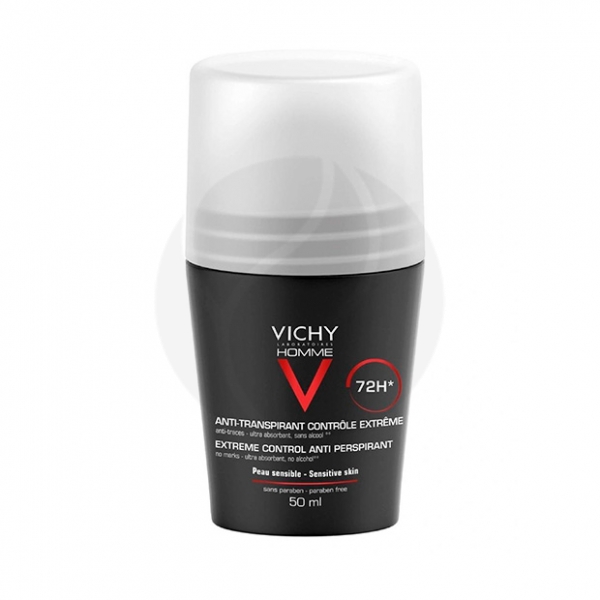 VICHY
LABORATOIRES
HOMME
V
72H*
ANTI-TRANSPIRANT CONTRÔLE EXTRÊME
anti-traces - ultra absorbant, sans alcool **
EXTREME CONTROL ANTI PERSPIRANT
no marks - ultra absorbent, no alcohol**
Peau sensible - Sensitive skin
sans paraben - paraben free
50 ml